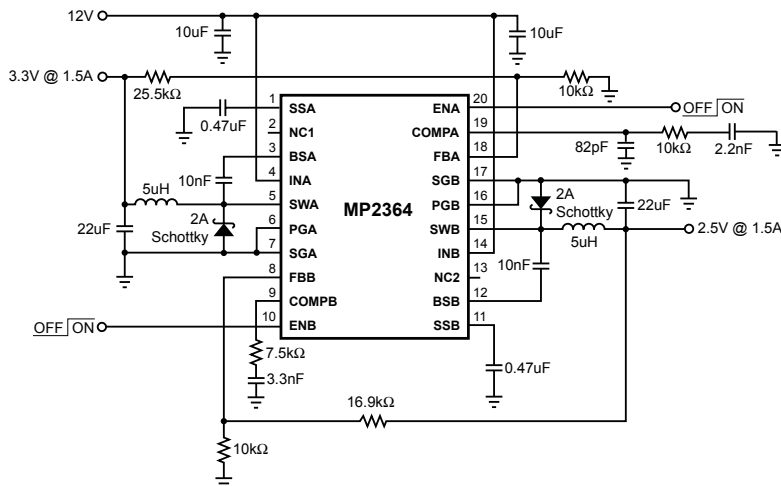 12V
10uF
10uF
3.3V @ 1.5A
25.5kΩ
10kΩ
1 SSA
ENA 20
OFF ON
0.47uF
2 NC1
COMPA 19
3 BSA
FBA 18
82pF
10kΩ
2.2nF
10nF
4 INA
SGB 17
5uH
5 SWA
MP2364
PGB 16
2A
Schottky
22uF
22uF
2A
Schottky
6 PGA
SWB 15
5uH
2.5V @ 1.5A
7 SGA
INB 14
8 FBB
NC2 13
10nF
9 COMPB
BSB 12
OFF ON
10 ENB
SSB 11
7.5kΩ
3.3nF
0.47uF
16.9kΩ
10kΩ